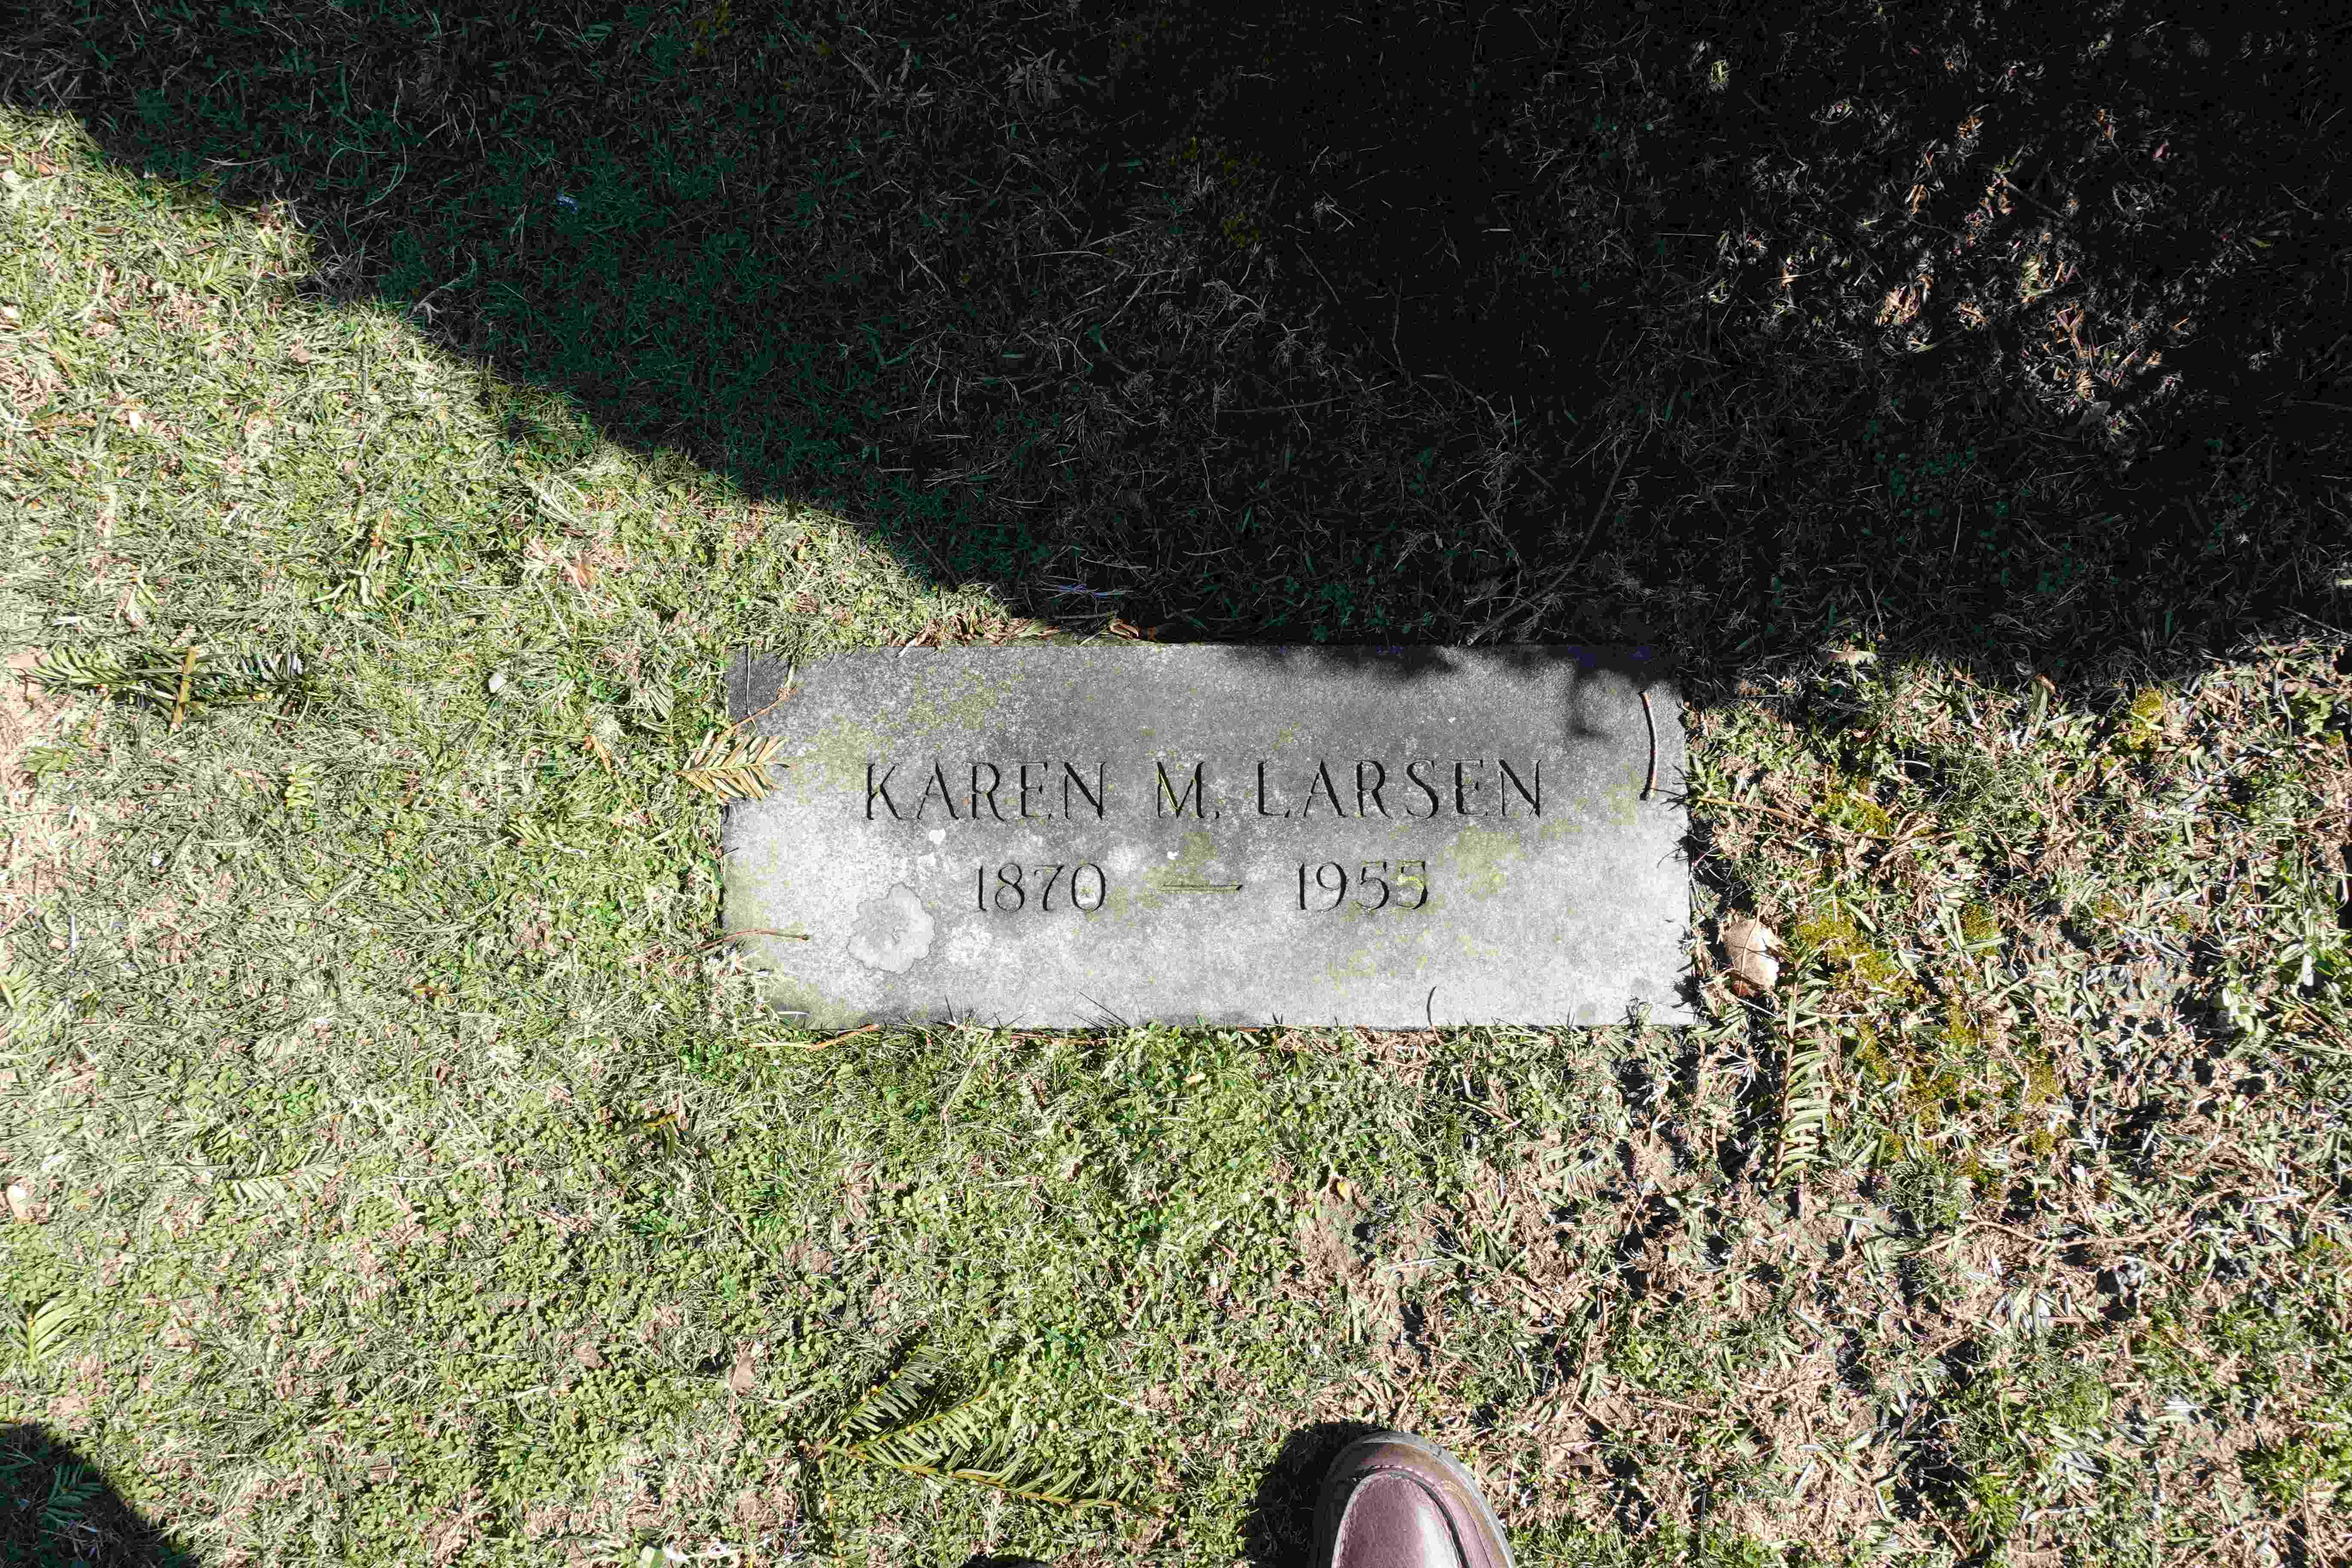 KAREN M. LARSEN
1870 — 1955